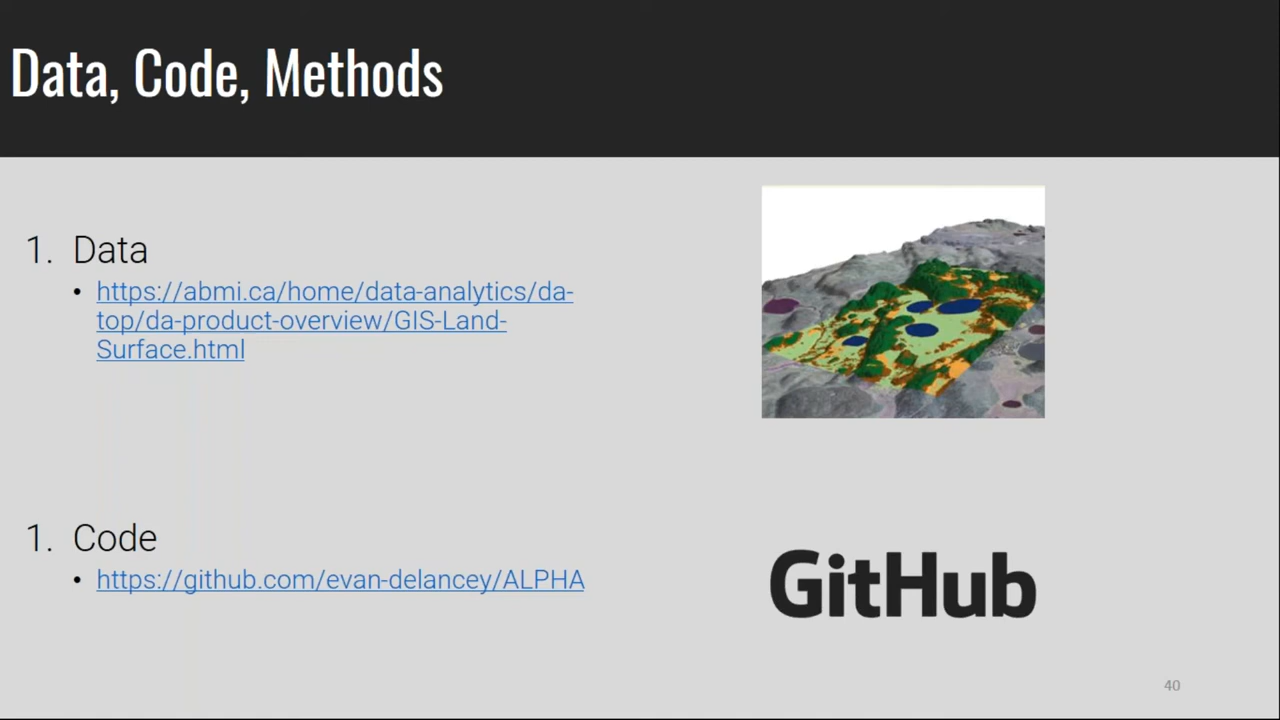 Data, Code, Methods
1. Data
• https://abmi.ca/home/data-analytics/da-
top/da-product-overview/GIS-Land-
Surface.html
1. Code
• https://github.com/evan-delancey/ALPHA
GitHub
40